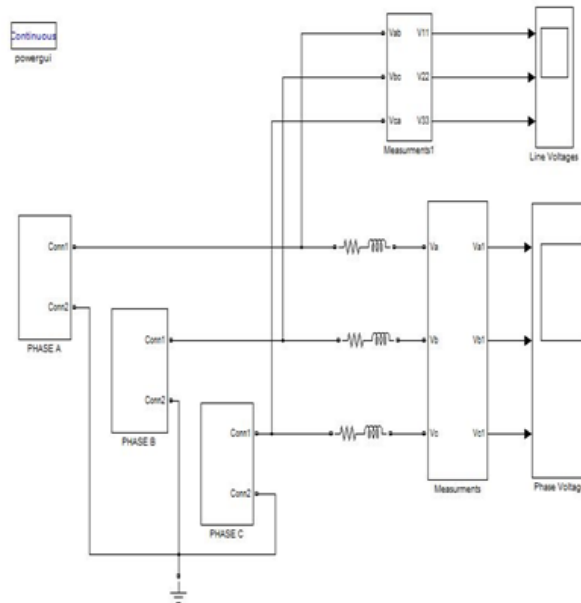 Continuous
powergui
Vab V11
Vbc V22
Vca V33
Measurments1
Line Voltages
Conn1
Conn2
PHASE A
Va Va1
Conn1
Conn2
PHASE B
Vb Vb1
Conn1
Conn2
PHASE C
Vc Vc1
Measurments
Phase Voltag